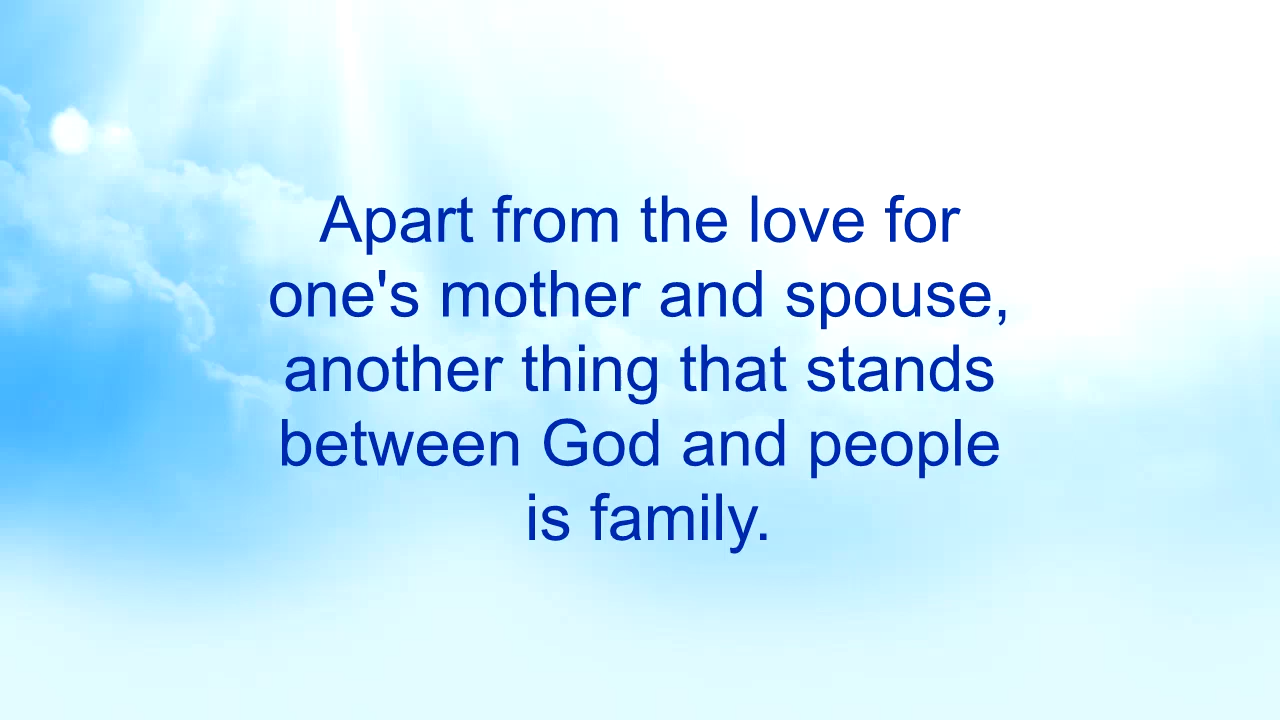 Apart from the love for
one's mother and spouse,
another thing that stands
between God and people
is family.